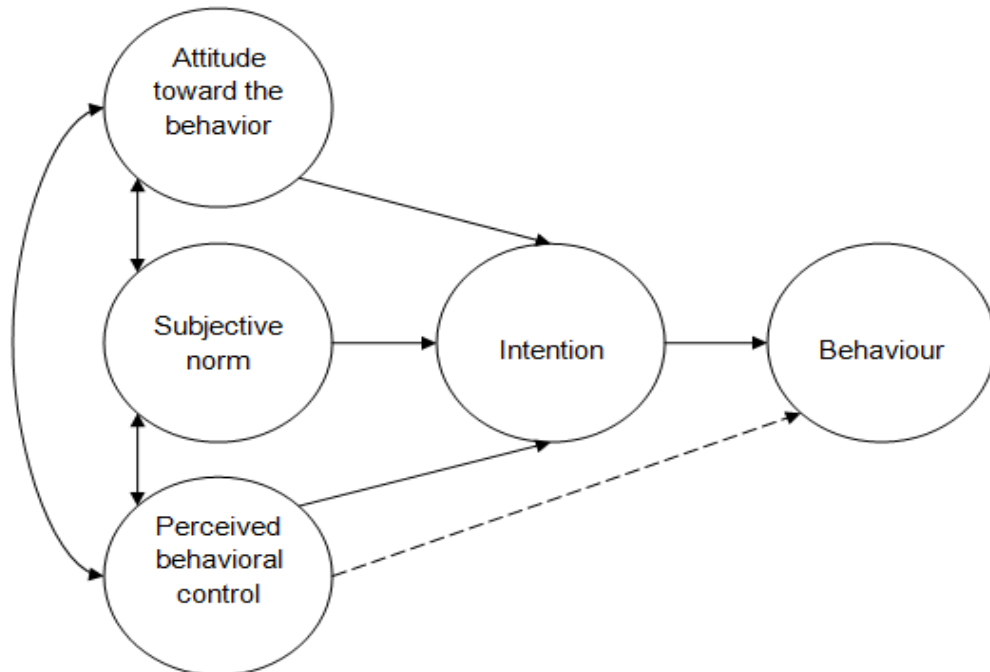 Attitude
toward the
behavior
Subjective
norm
Intention
Behaviour
Perceived
behavioral
control